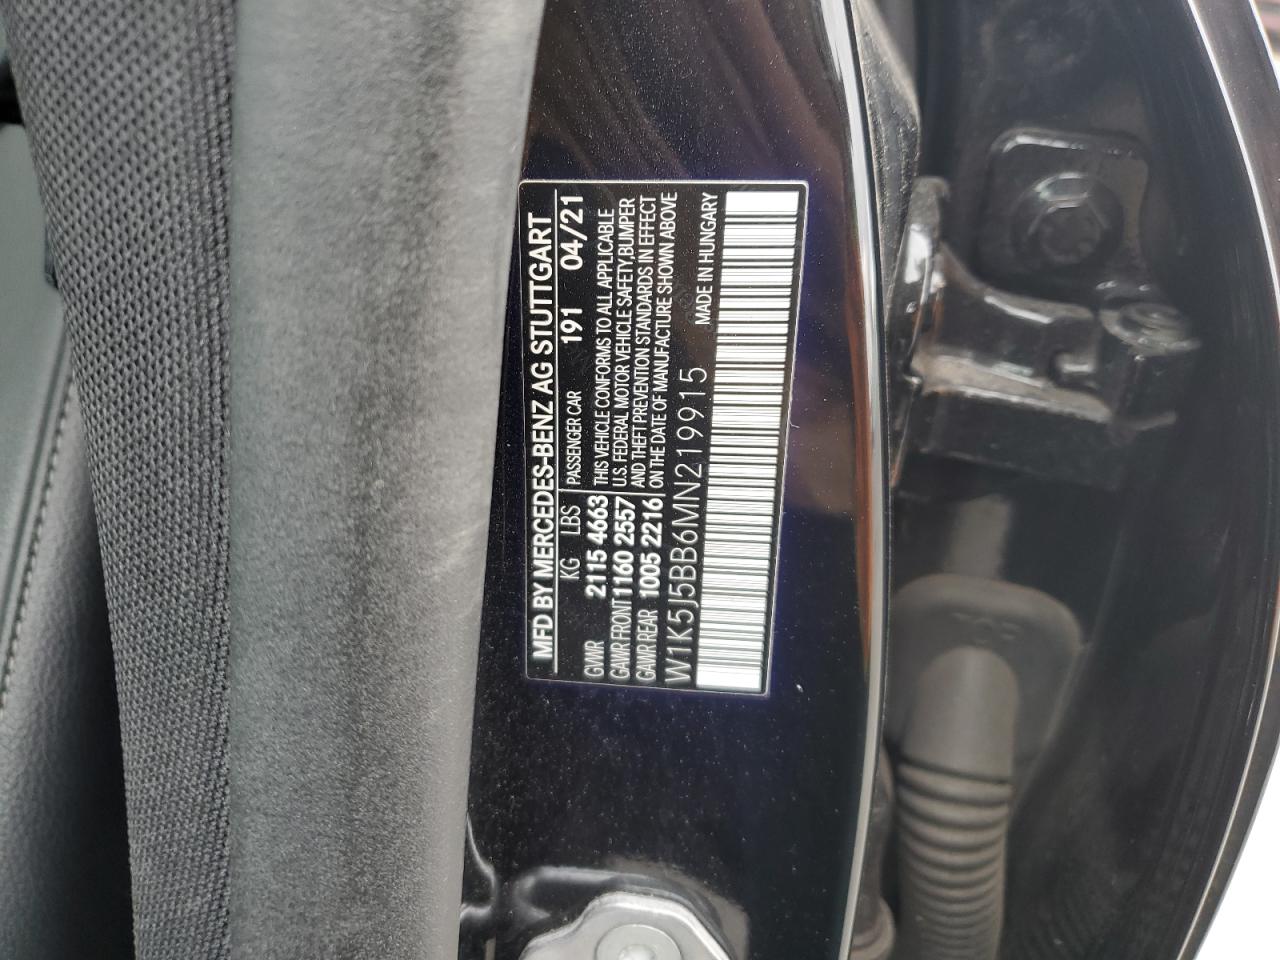 MFD BY MERCEDES-BENZ AG STUTTGART
KG LBS PASSENGER CAR 191 04/21
GVWR 2115 4663 THIS VEHICLE CONFORMS TO ALL APPLICABLE
GAWR FRONT 1160 2557 U.S. FEDERAL MOTOR VEHICLE SAFETY,BUMPER
GAWR REAR 1005 2216 AND THEFT PREVENTION STANDARDS IN EFFECT
ON THE DATE OF MANUFACTURE SHOWN ABOVE
W1K5J5BB6MN219915 MADE IN HUNGARY
TOP